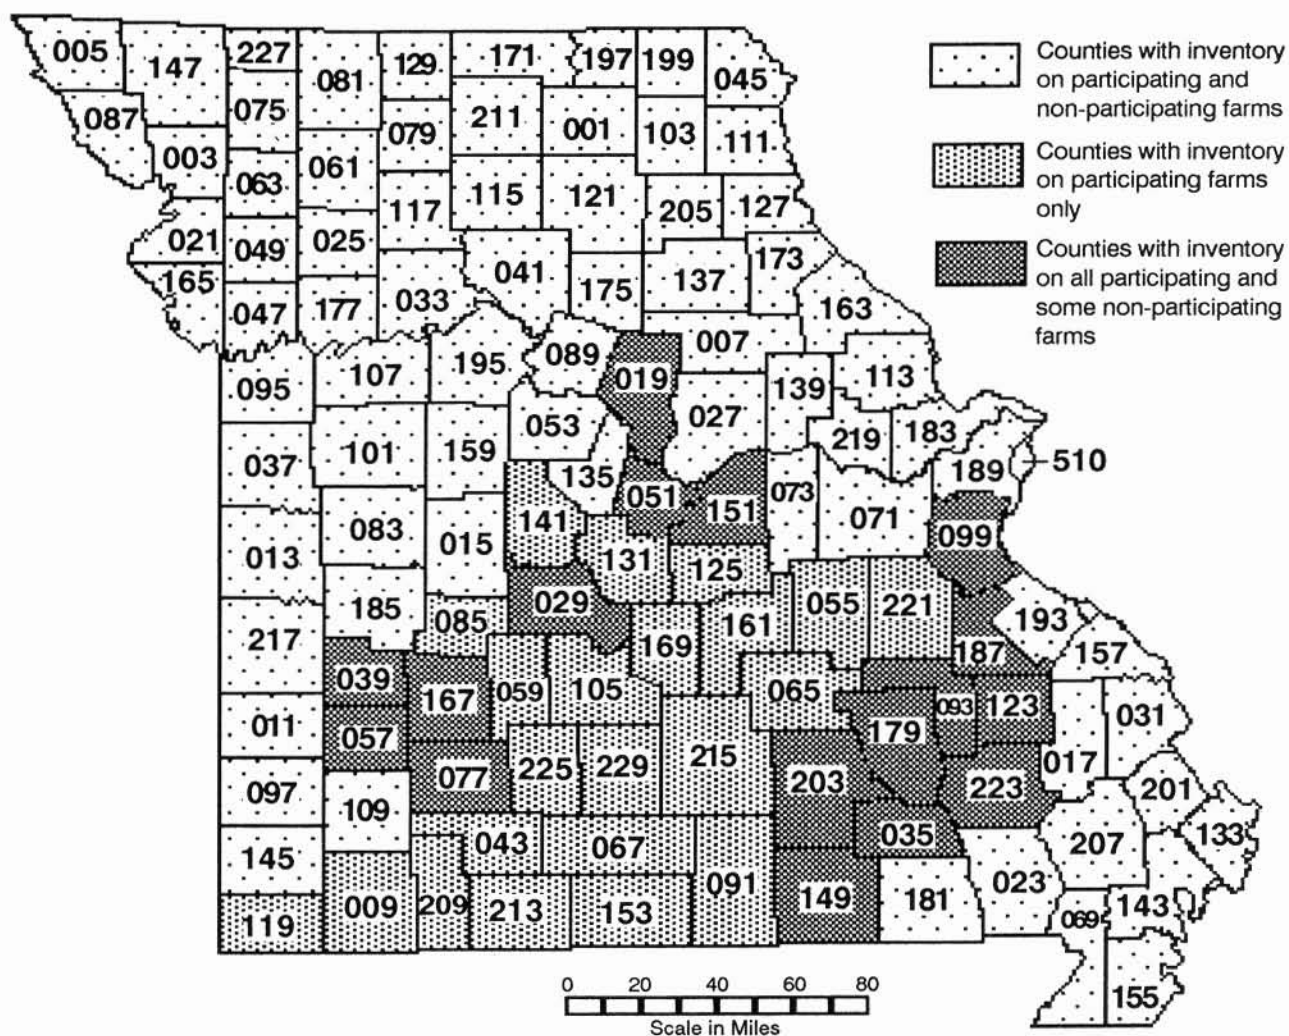 005 147 227 081 129 171 197 199 045
Counties with inventory
on participating and
non-participating farms
087 075 079 211 001 103 111
003 063 061 117 115 121 205 127
Counties with inventory
on participating farms
only
021 049 025 041 175 137 173
Counties with inventory
on all participating and
some non-participating
farms
165 047 177 033 007 163
095 107 195 089 019 027 139 113
037 101 159 053 135 219 183 189 510
013 083 015 141 051 151 073 071 099
185 029 131 125 055 221
217 085 169 161 187 193 157
039 167 059 105 065 093 123 031
011 057 179
097 077 225 229 215 203 223 017 201
109 043 067 035 207 133
145 091
119 009 209 213 153 149 181 023 069 143
155
0 20 40 60 80
Scale in Miles